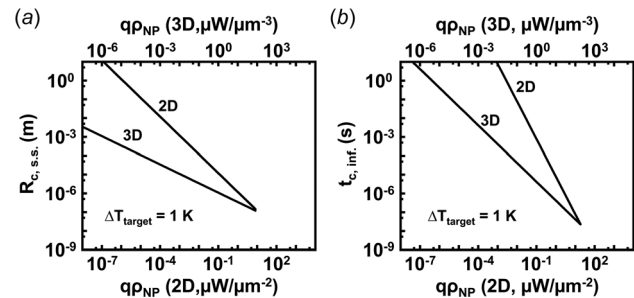 (a)
qρNP (3D,μW/μm-3)
10-6 10-3 100 103
100
10-3
10-6
10-9
Rc, s.s. (m)
2D
3D
ΔTtarget = 1 K
10-7 10-4 10-1 102
qρNP (2D,μW/μm-2)
(b)
qρNP (3D, μW/μm-3)
10-6 10-3 100 103
100
10-3
10-6
10-9
tc, inf. (s)
2D
3D
ΔTtarget = 1 K
10-7 10-4 10-1 102
qρNP (2D, μW/μm-2)